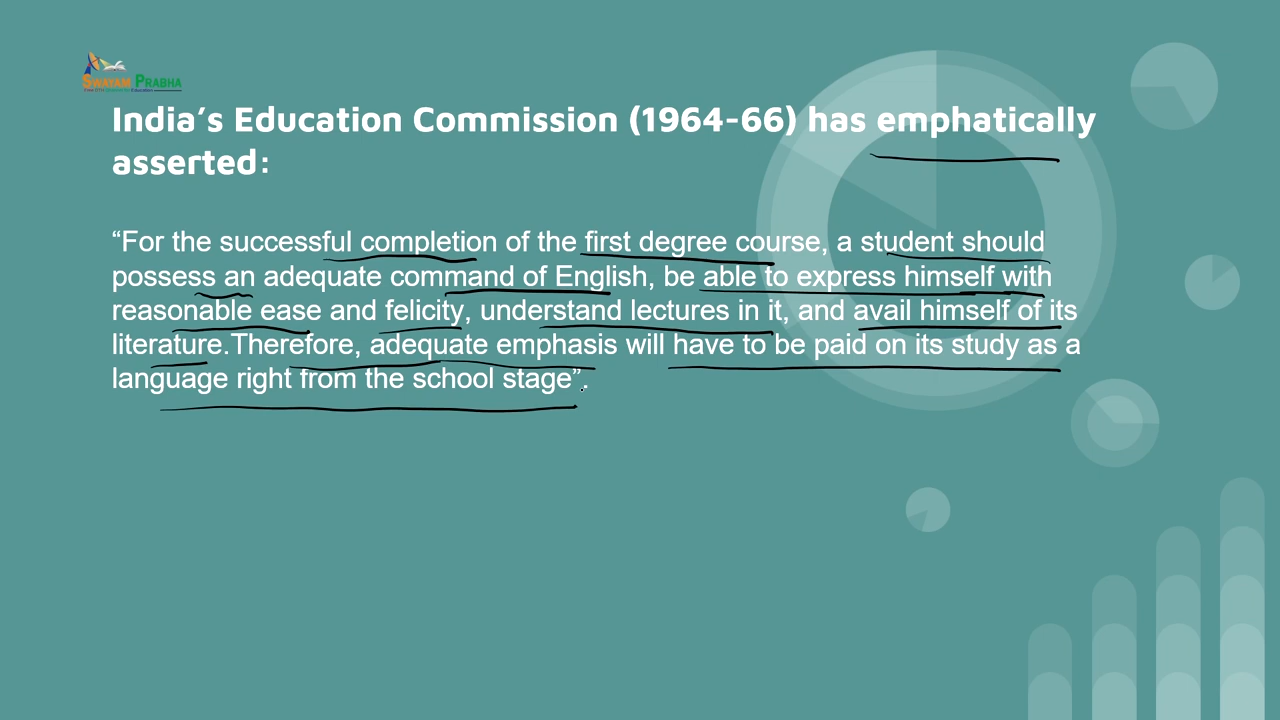 SWAYAM PRABHA
India's Education Commission (1964-66) has emphatically
asserted:
“For the successful completion of the first degree course, a student should
possess an adequate command of English, be able to express himself with
reasonable ease and felicity, understand lectures in it, and avail himself of its
literature.Therefore, adequate emphasis will have to be paid on its study as a
language right from the school stage”.